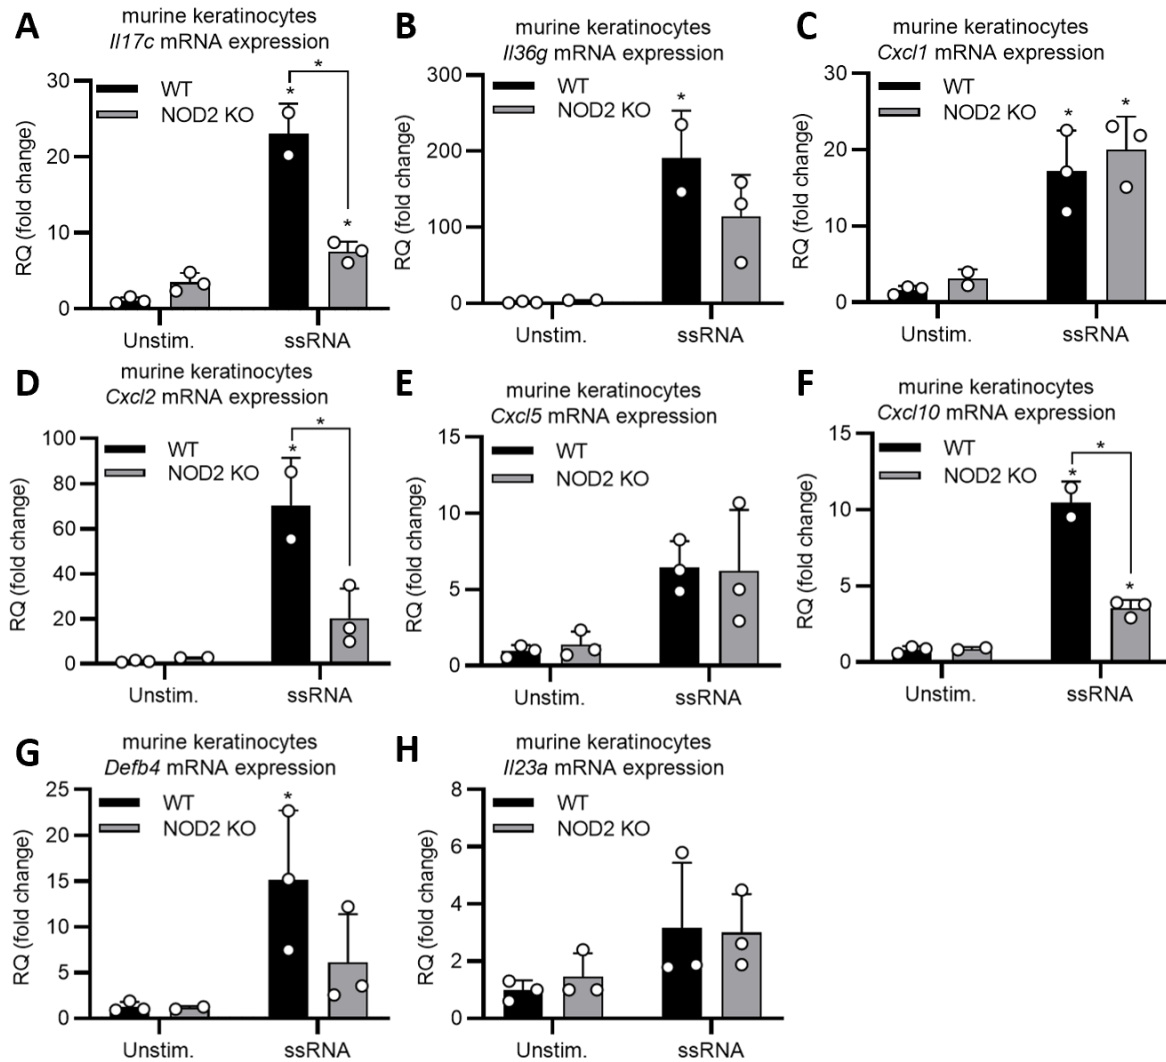 A
murine keratinocytes
Il17c mRNA expression
RQ (fold change)
30
20
10
0
WT
NOD2 KO
*
*
*
Unstim.
ssRNA
B
murine keratinocytes
Il36g mRNA expression
RQ (fold change)
300
200
100
0
WT
NOD2 KO
*
Unstim.
ssRNA
C
murine keratinocytes
Cxcl1 mRNA expression
RQ (fold change)
30
20
10
0
WT
NOD2 KO
*
*
Unstim.
ssRNA
D
murine keratinocytes
Cxcl2 mRNA expression
RQ (fold change)
100
80
60
40
20
0
WT
NOD2 KO
*
*
Unstim.
ssRNA
E
murine keratinocytes
Cxcl5 mRNA expression
RQ (fold change)
15
10
5
0
WT
NOD2 KO
Unstim.
ssRNA
F
murine keratinocytes
Cxcl10 mRNA expression
RQ (fold change)
15
10
5
0
WT
NOD2 KO
*
*
*
Unstim.
ssRNA
G
murine keratinocytes
Defb4 mRNA expression
RQ (fold change)
25
20
15
10
5
0
WT
NOD2 KO
*
Unstim.
ssRNA
H
murine keratinocytes
Il23a mRNA expression
RQ (fold change)
8
6
4
2
0
WT
NOD2 KO
Unstim.
ssRNA